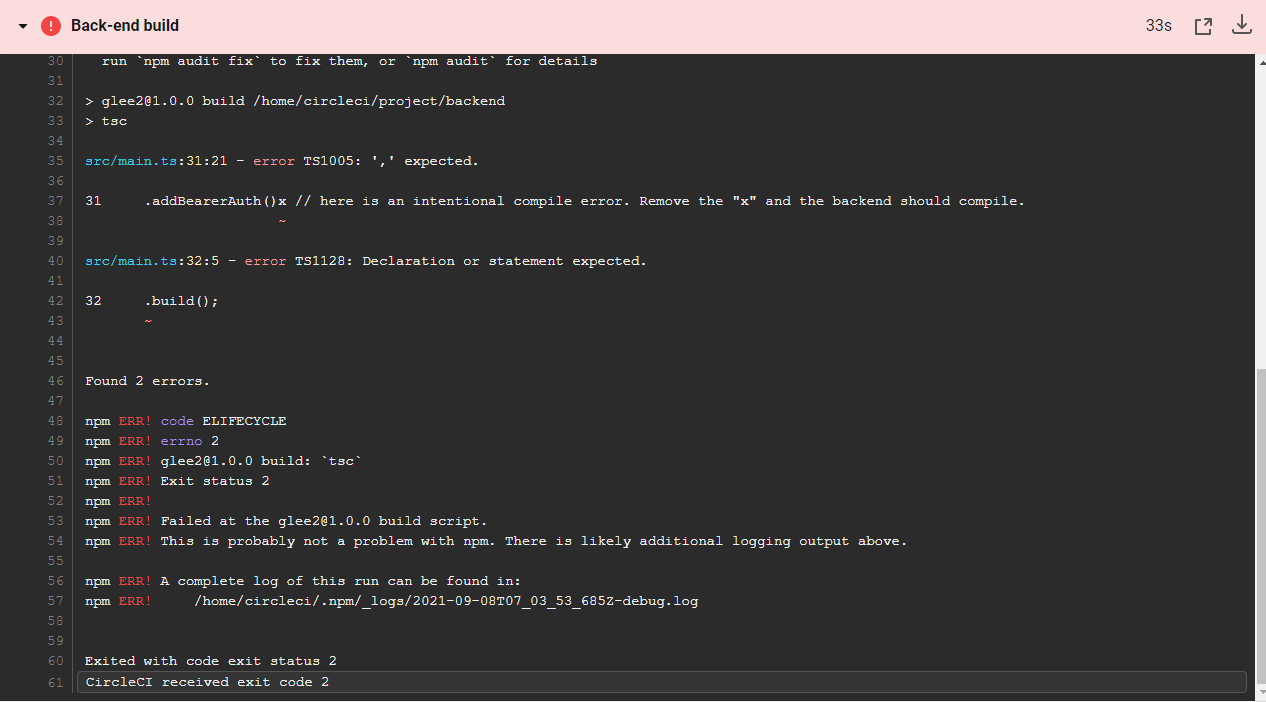 Back-end build 33s
30 run `npm audit fix` to fix them, or `npm audit` for details
31
32 > glee2@1.0.0 build /home/circleci/project/backend
33 > tsc
34
35 src/main.ts:31:21 - error TS1005: ',' expected.
36
37 31     .addBearerAuth()x // here is an intentional compile error. Remove the "x" and the backend should compile.
38 ~
39
40 src/main.ts:32:5 - error TS1128: Declaration or statement expected.
41
42 32     .build();
43 ~
44
45
46 Found 2 errors.
47
48 npm ERR! code ELIFECYCLE
49 npm ERR! errno 2
50 npm ERR! glee2@1.0.0 build: `tsc`
51 npm ERR! Exit status 2
52 npm ERR!
53 npm ERR! Failed at the glee2@1.0.0 build script.
54 npm ERR! This is probably not a problem with npm. There is likely additional logging output above.
55
56 npm ERR! A complete log of this run can be found in:
57 npm ERR!     /home/circleci/.npm/_logs/2021-09-08T07_03_53_685Z-debug.log
58
59
60 Exited with code exit status 2
61 CircleCI received exit code 2